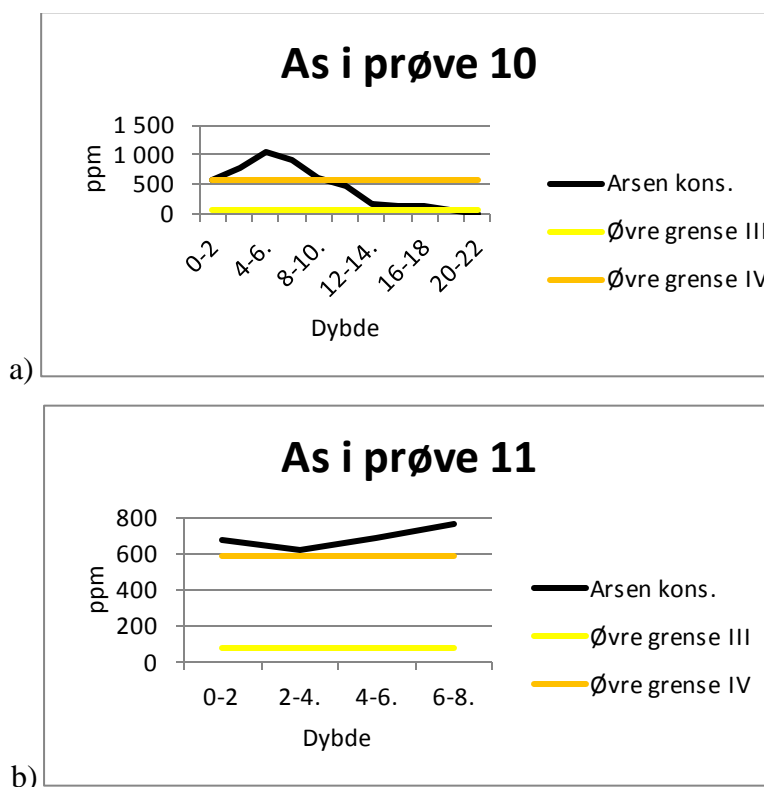 As i prøve 10
1 500
1 000
500
0
ppm
0-2
4-6.
8-10.
12-14.
16-18
20-22
Dybde
Arsen kons.
Øvre grense III
Øvre grense IV
a)
As i prøve 11
800
600
400
200
0
ppm
0-2
2-4.
4-6.
6-8.
Dybde
Arsen kons.
Øvre grense III
Øvre grense IV
b)